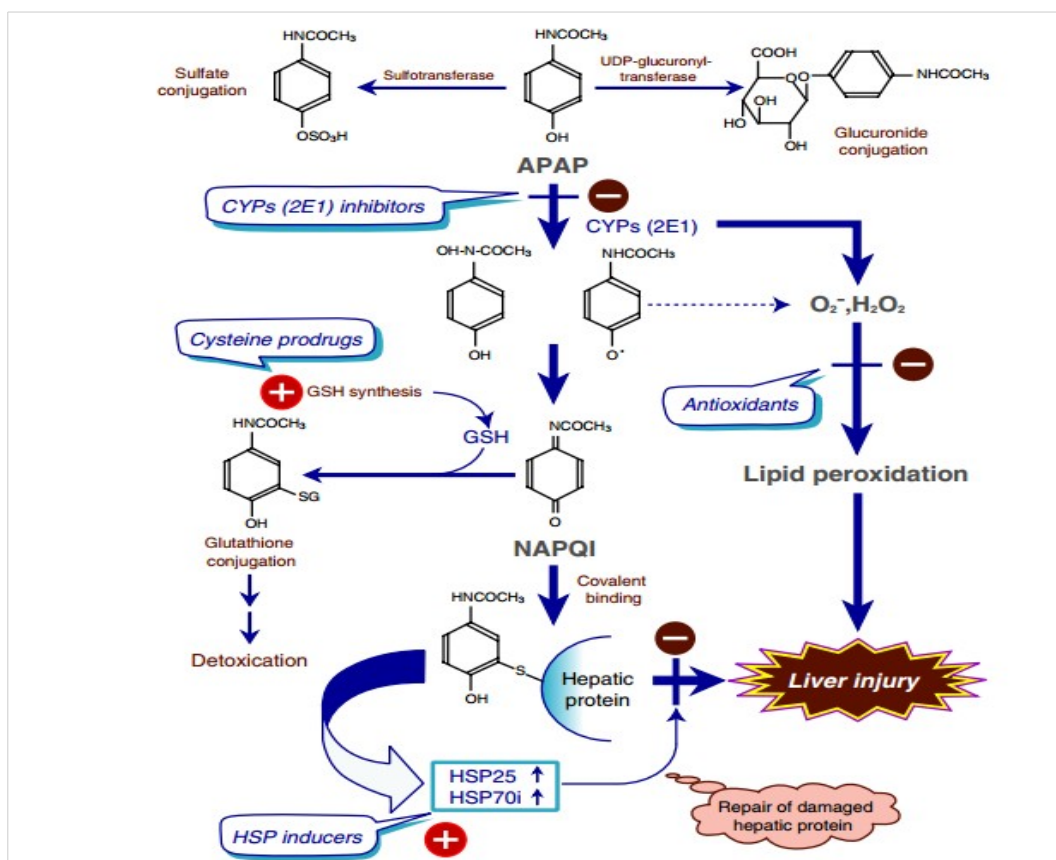 HNCOCH₃
OSO₃H
Sulfate
conjugation
Sulfotransferase
HNCOCH₃
OH
APAP
UDP-glucuronyl-
transferase
COOH
O
O
OH
HO
OH
NHCOCH₃
Glucuronide
conjugation
CYPs (2E1) inhibitors
−
CYPs (2E1)
OH-N-COCH₃
OH
NHCOCH₃
O•
O₂⁻,H₂O₂
Cysteine prodrugs
+
GSH synthesis
GSH
Antioxidants
−
HNCOCH₃
SG
OH
Glutathione
conjugation
Detoxication
NCOCH₃
O
NAPQI
Lipid peroxidation
Covalent
binding
HNCOCH₃
S
OH
Hepatic
protein
−
Liver injury
HSP25
HSP70i
HSP inducers
+
Repair of damaged
hepatic protein